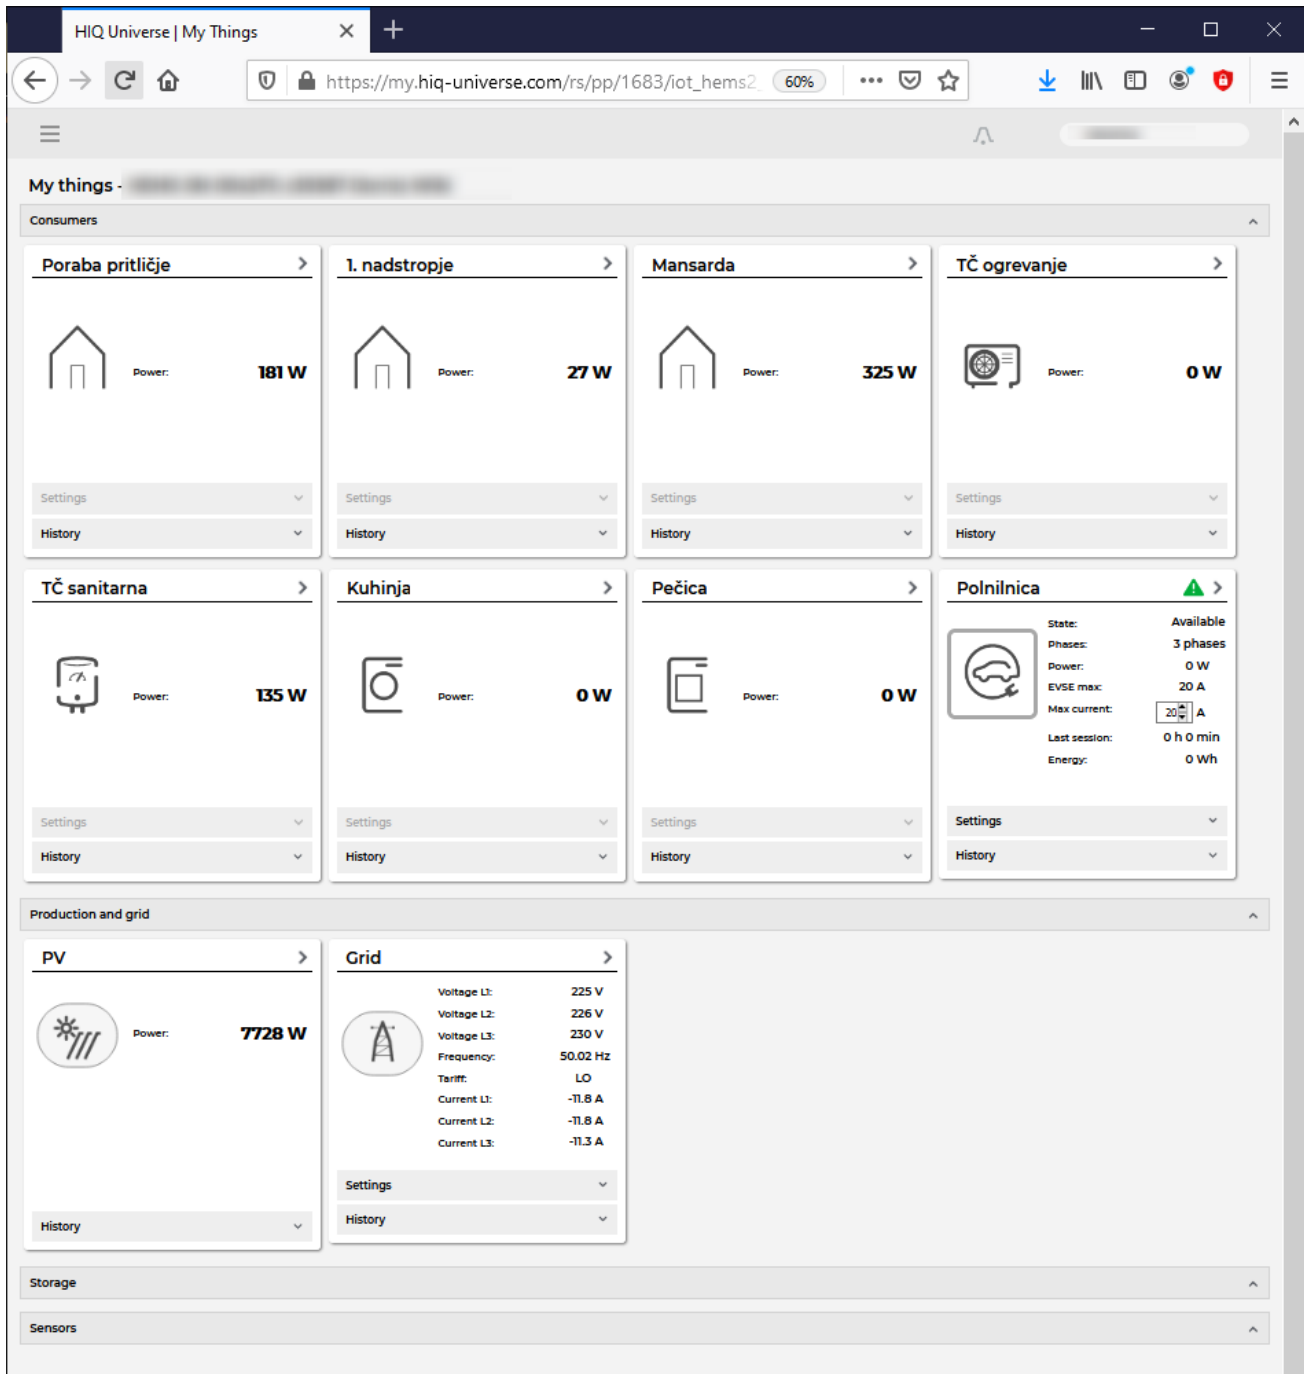 HIQ Universe | My Things
https://my.hiq-universe.com/rs/pp/1683/iot_hems2_ 60%
My things -
Consumers
Poraba pritličje
Power: 181 W
Settings
History
1. nadstropje
Power: 27 W
Settings
History
Mansarda
Power: 325 W
Settings
History
TČ ogrevanje
Power: 0 W
Settings
History
TČ sanitarna
Power: 135 W
Settings
History
Kuhinja
Power: 0 W
Settings
History
Pečica
Power: 0 W
Settings
History
Polnilnica
State: Available
Phases: 3 phases
Power: 0 W
EVSE max: 20 A
Max current: 20 A
Last session: 0 h 0 min
Energy: 0 Wh
Settings
History
Production and grid
PV
Power: 7728 W
History
Grid
Voltage L1: 225 V
Voltage L2: 226 V
Voltage L3: 230 V
Frequency: 50.02 Hz
Tariff: LO
Current L1: -11.8 A
Current L2: -11.8 A
Current L3: -11.3 A
Settings
History
Storage
Sensors